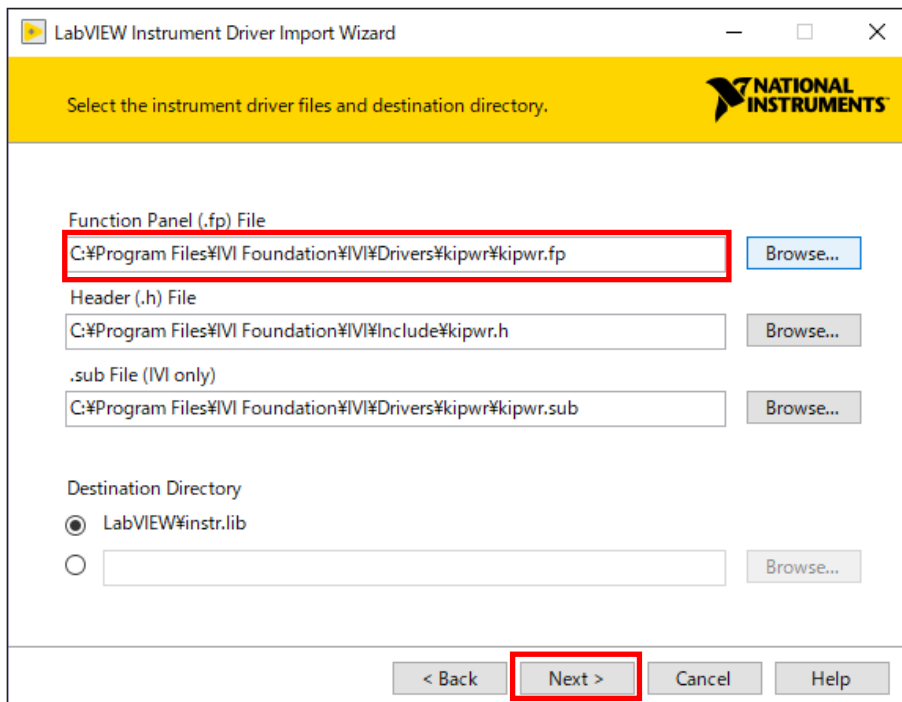 LabVIEW Instrument Driver Import Wizard
Select the instrument driver files and destination directory.
NATIONAL
INSTRUMENTS
Function Panel (.fp) File
C:¥Program Files¥IVI Foundation¥IVI¥Drivers¥kipwr¥kipwr.fp
Browse...
Header (.h) File
C:¥Program Files¥IVI Foundation¥IVI¥Include¥kipwr.h
Browse...
.sub File (IVI only)
C:¥Program Files¥IVI Foundation¥IVI¥Drivers¥kipwr¥kipwr.sub
Browse...
Destination Directory
LabVIEW¥instr.lib
Browse...
< Back
Next >
Cancel
Help